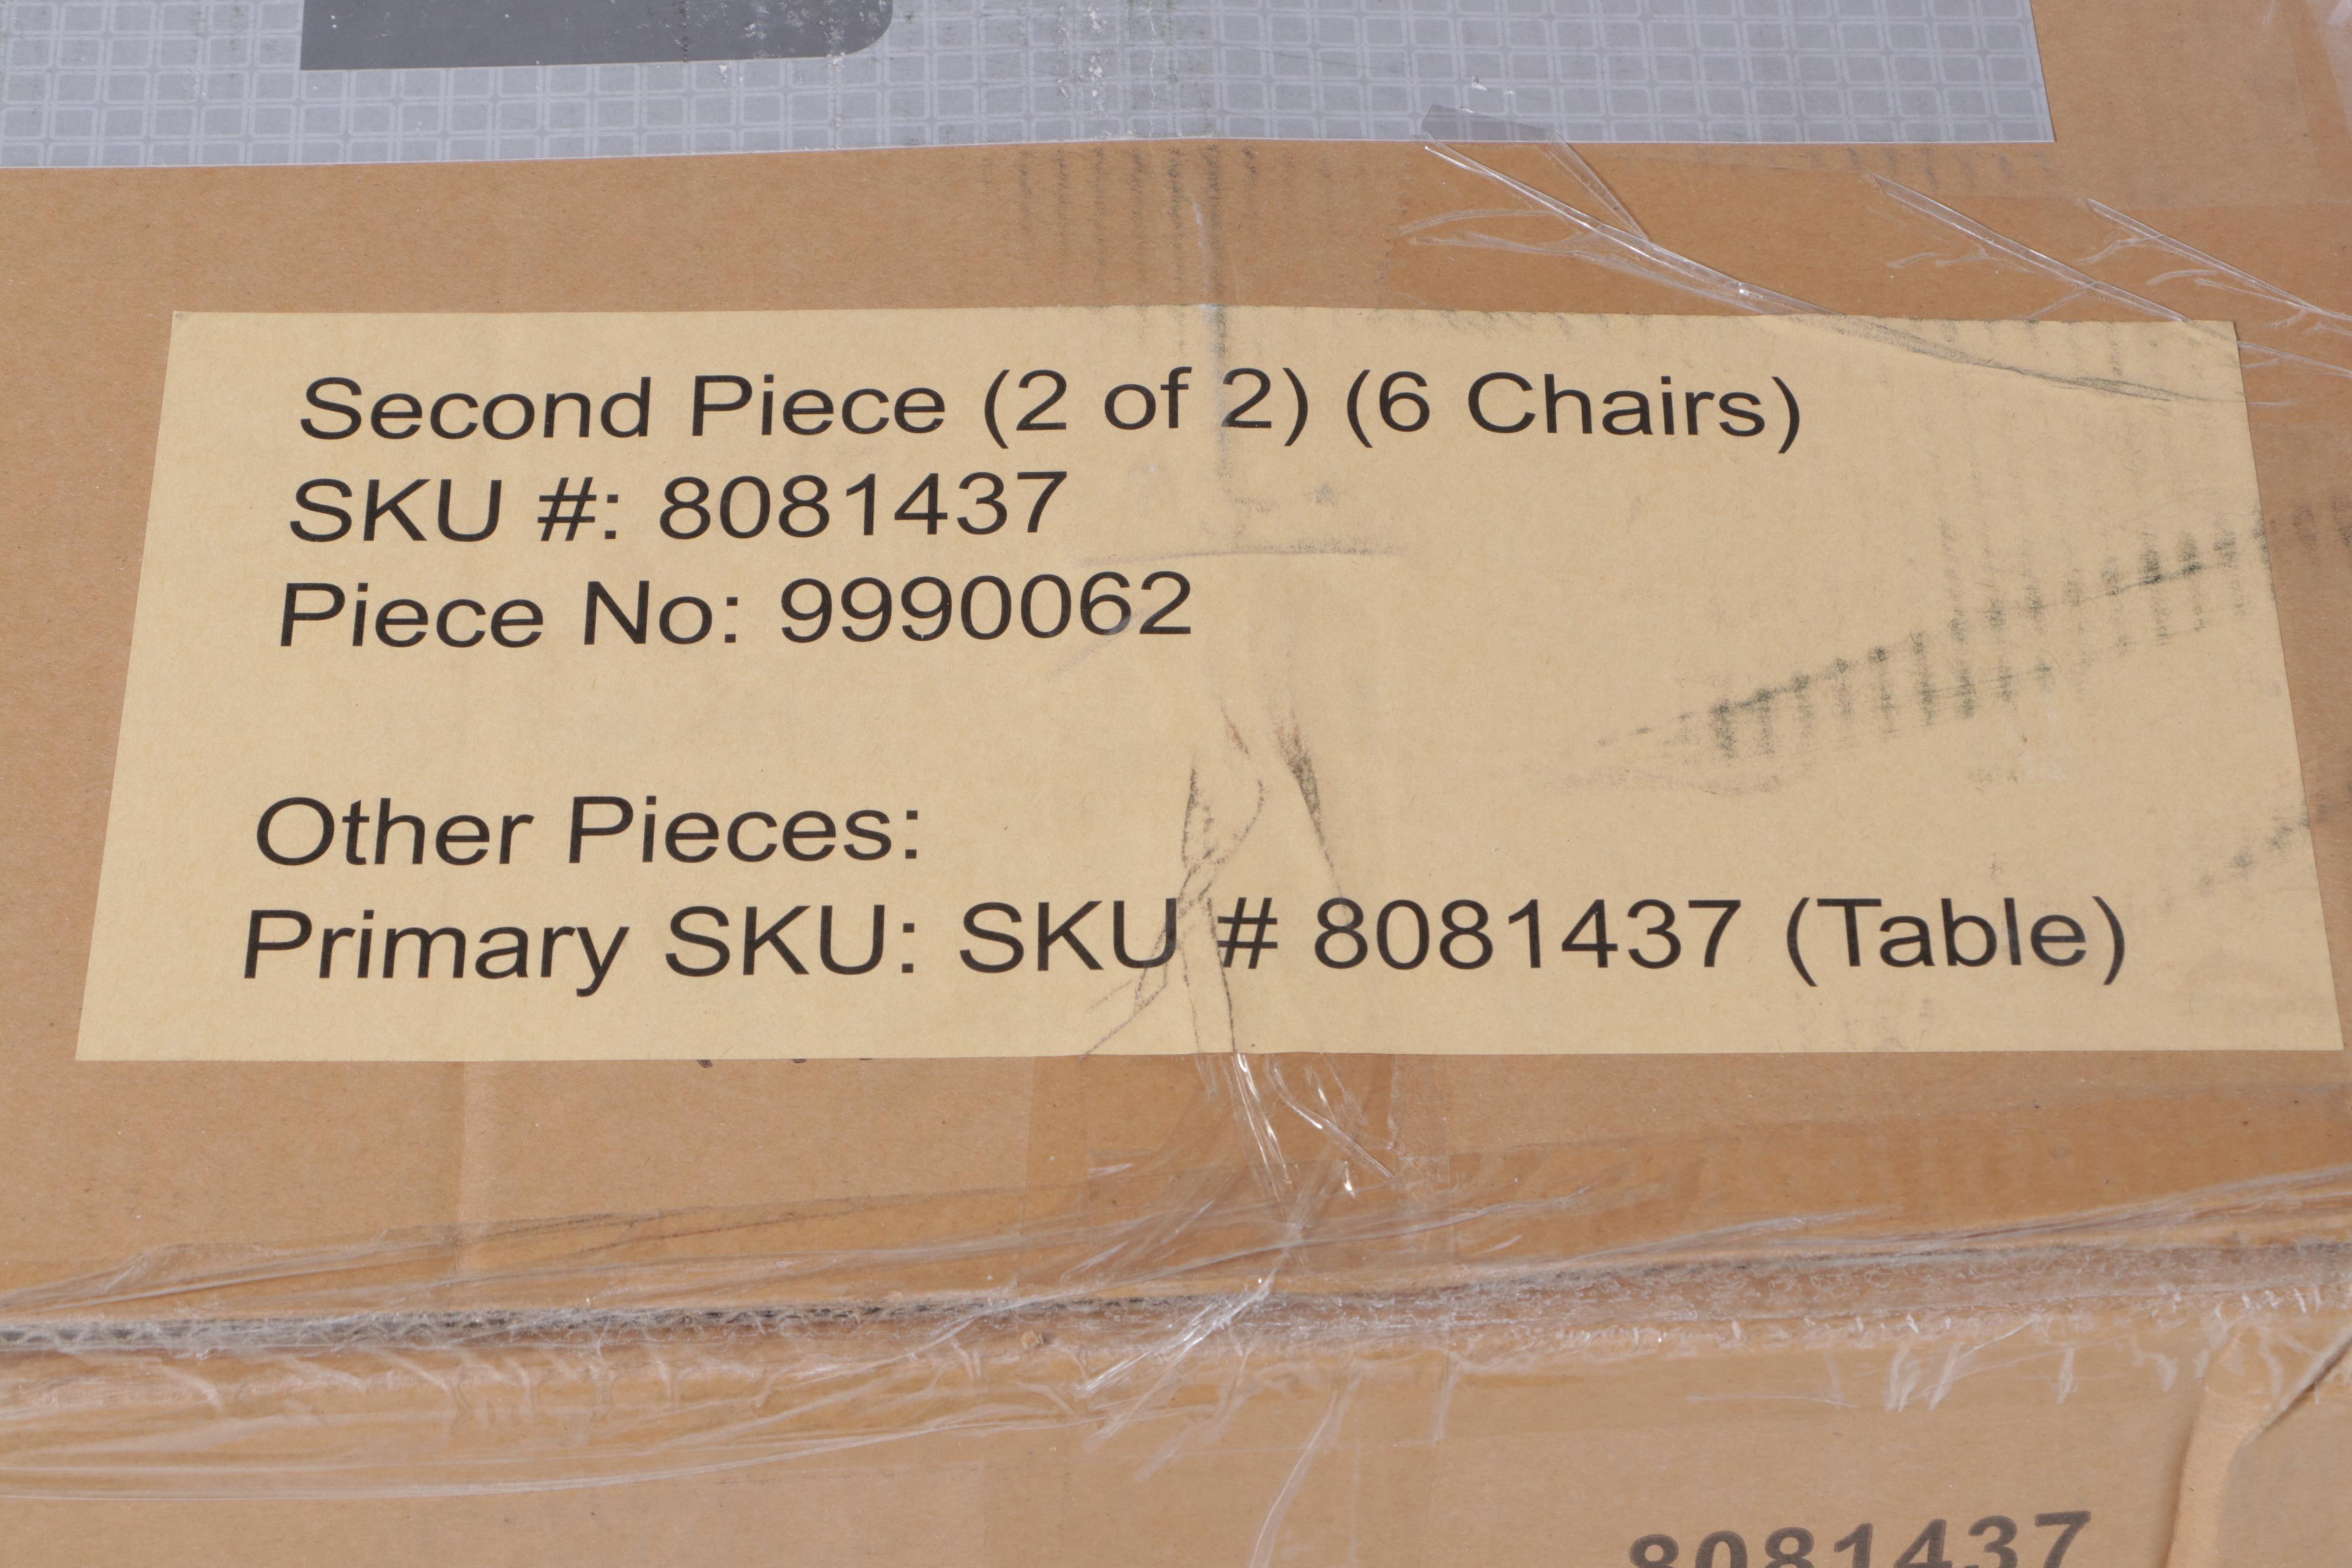 Second Piece (2 of 2) (6 Chairs)
SKU #: 8081437
Piece No: 9990062
Other Pieces:
Primary SKU: SKU # 8081437 (Table)
8081437